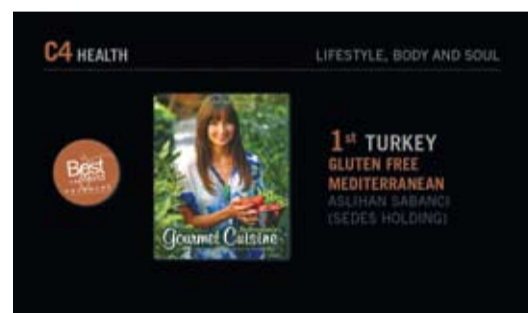 C4 HEALTH
LIFESTYLE, BODY AND SOUL
Best
Gourmet Cuisine
1st TURKEY
GLUTEN FREE
MEDITERRANEAN
ASLIHAN SABANCI
(SEDES HOLDING)